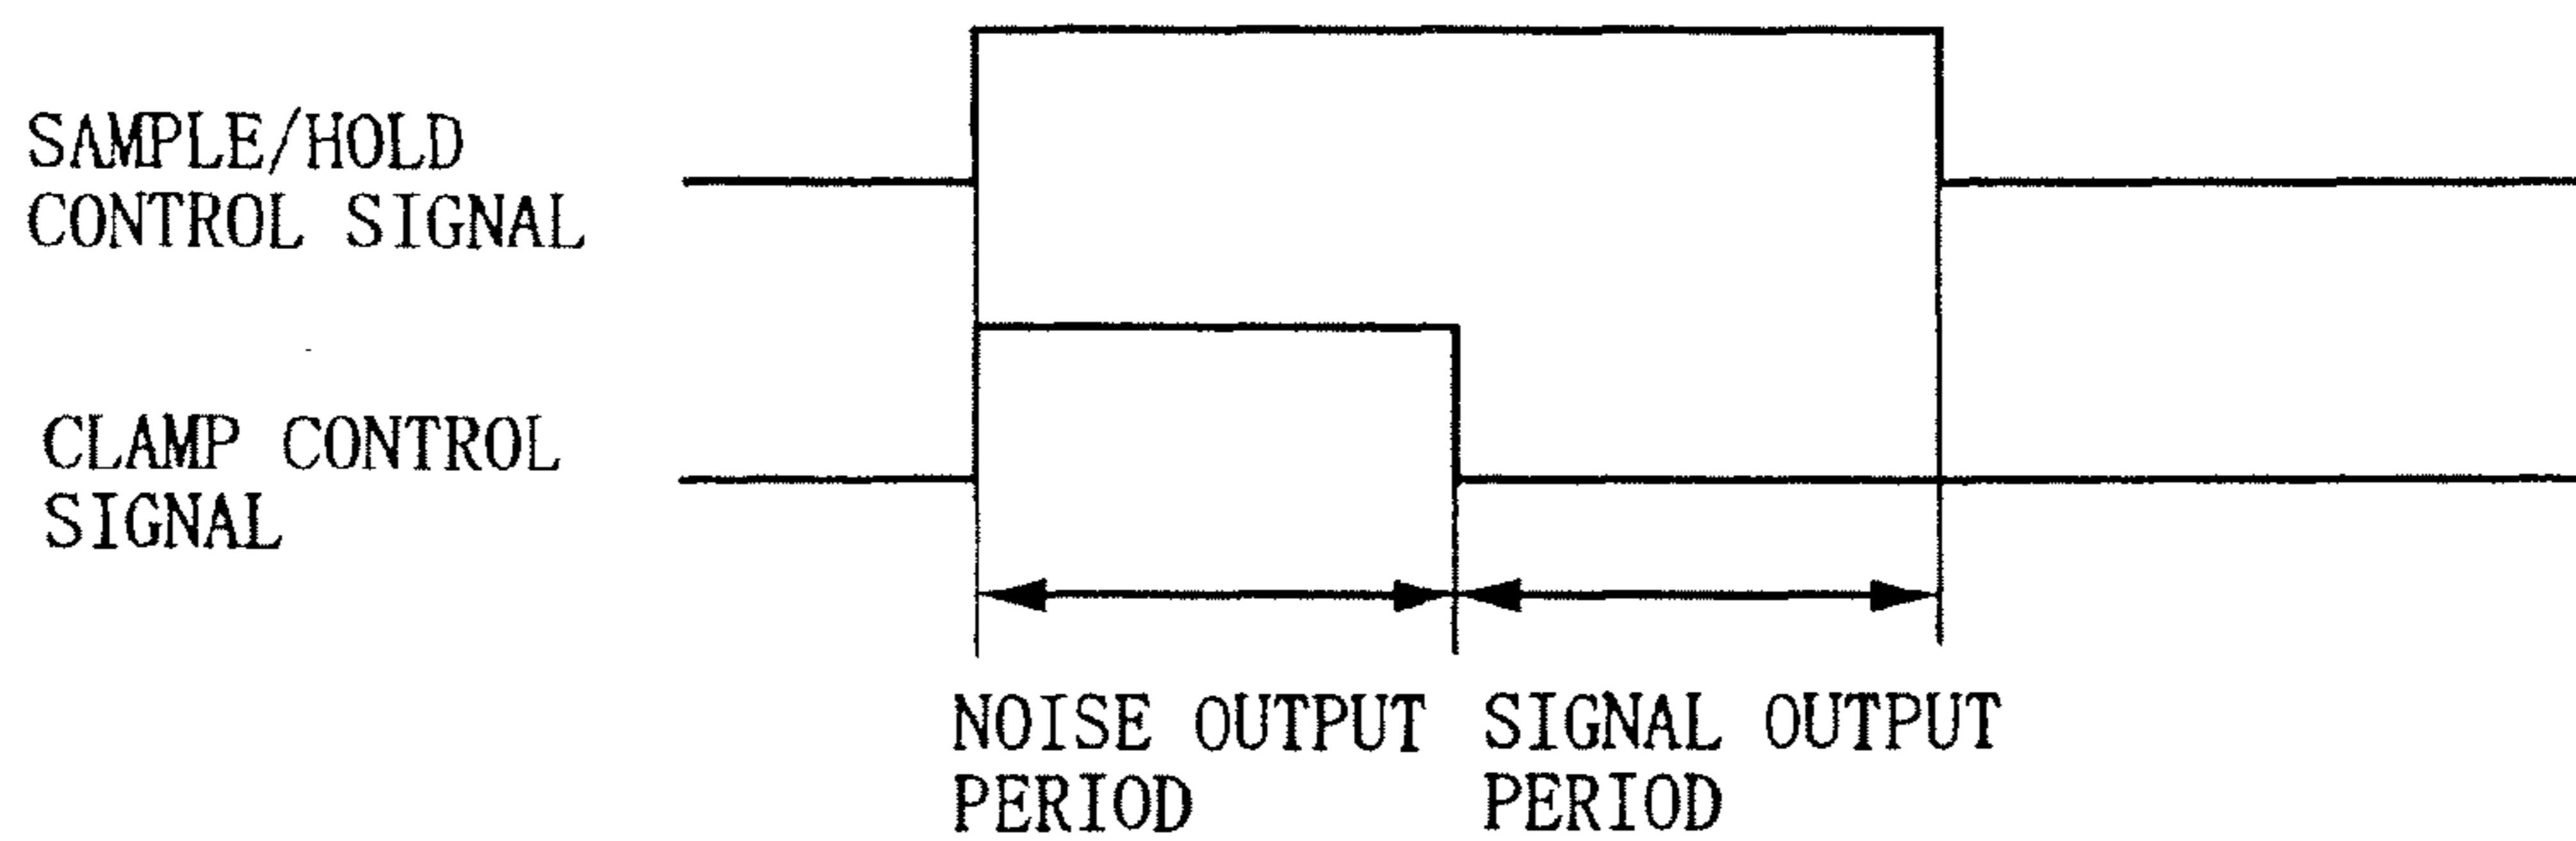 SAMPLE/HOLD
CONTROL SIGNAL
CLAMP CONTROL
SIGNAL
NOISE OUTPUT
PERIOD
SIGNAL OUTPUT
PERIOD